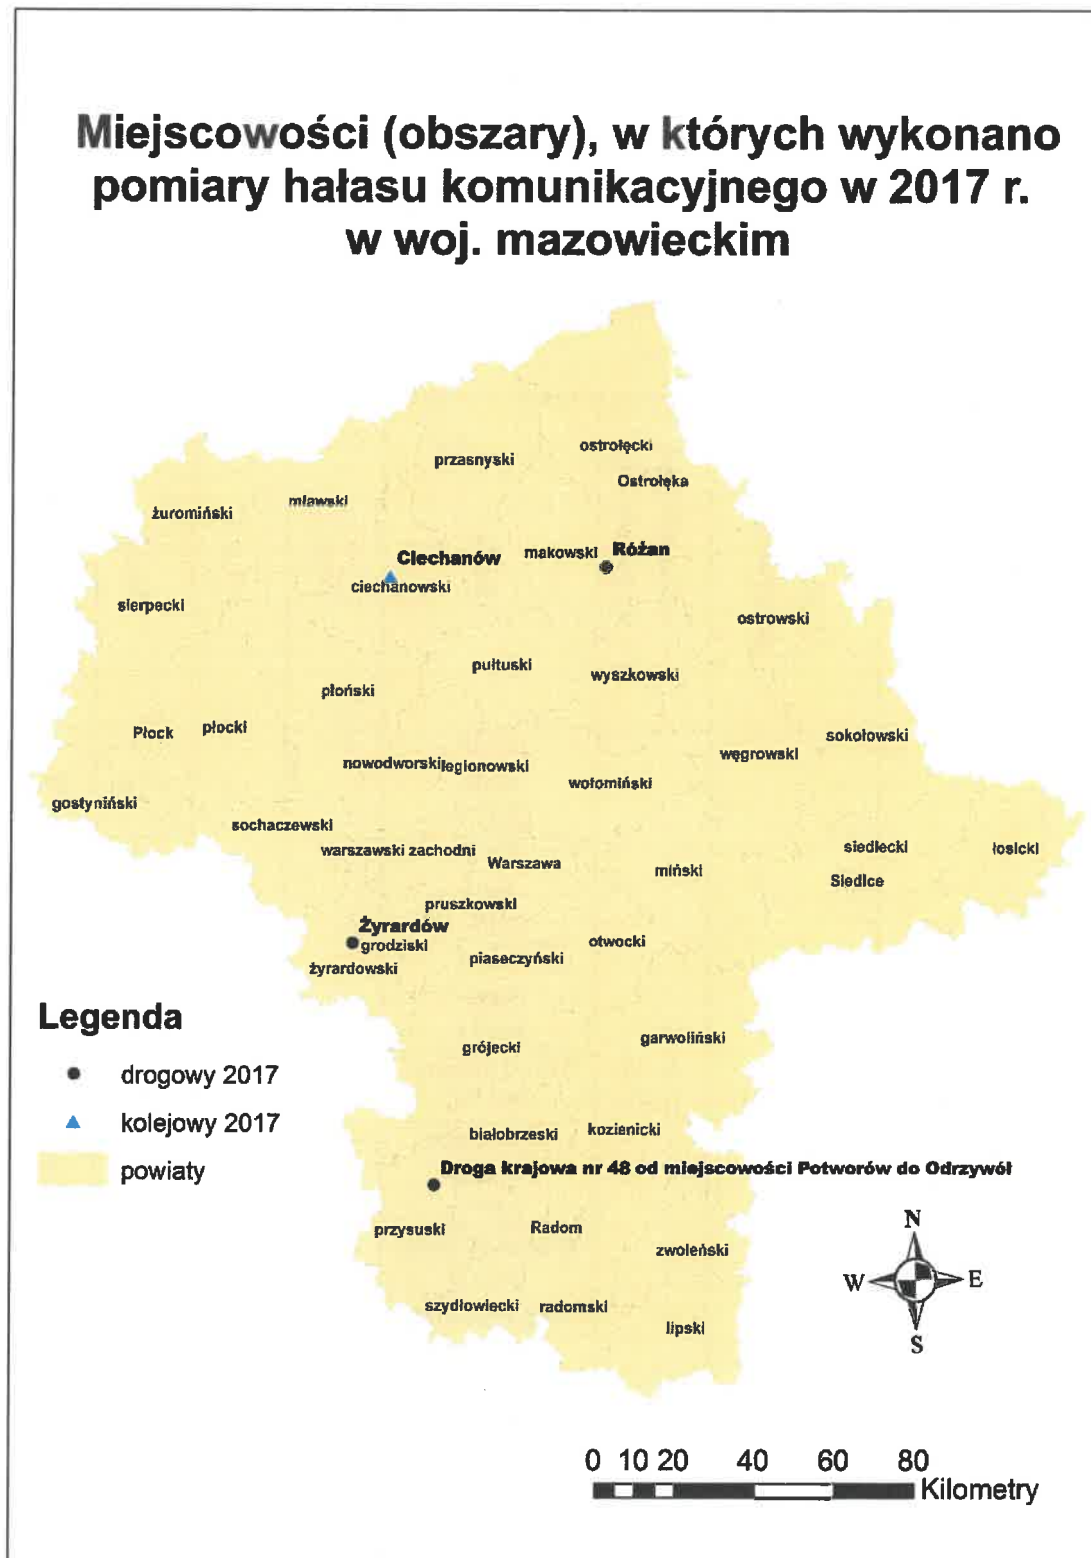 Miejscowości (obszary), w których wykonano
pomiary hałasu komunikacyjnego w 2017 r.
w woj. mazowieckim
ostrołęcki
przasnyski
Ostrołęka
mławski
żuromiński
makowski
Różan
Ciechanów
ciechanowski
sierpecki
ostrowski
pułtuski
wyszkowski
płoński
Płock
płocki
sokołowski
węgrowski
nowodworski
legionowski
wołomiński
gostyniński
sochaczewski
warszawski zachodni
Warszawa
miński
siedlecki
łosicki
Siedlce
pruszkowski
Żyrardów
grodziski
otwocki
piaseczyński
żyrardowski
Legenda
drogowy 2017
kolejowy 2017
powiaty
grójecki
garwoliński
białobrzeski
kozienicki
Droga krajowa nr 48 od miejscowości Potworów do Odrzywół
przysuski
Radom
zwoleński
szydłowiecki
radomski
lipski
N
W
E
S
0 10 20 40 60 80
Kilometry